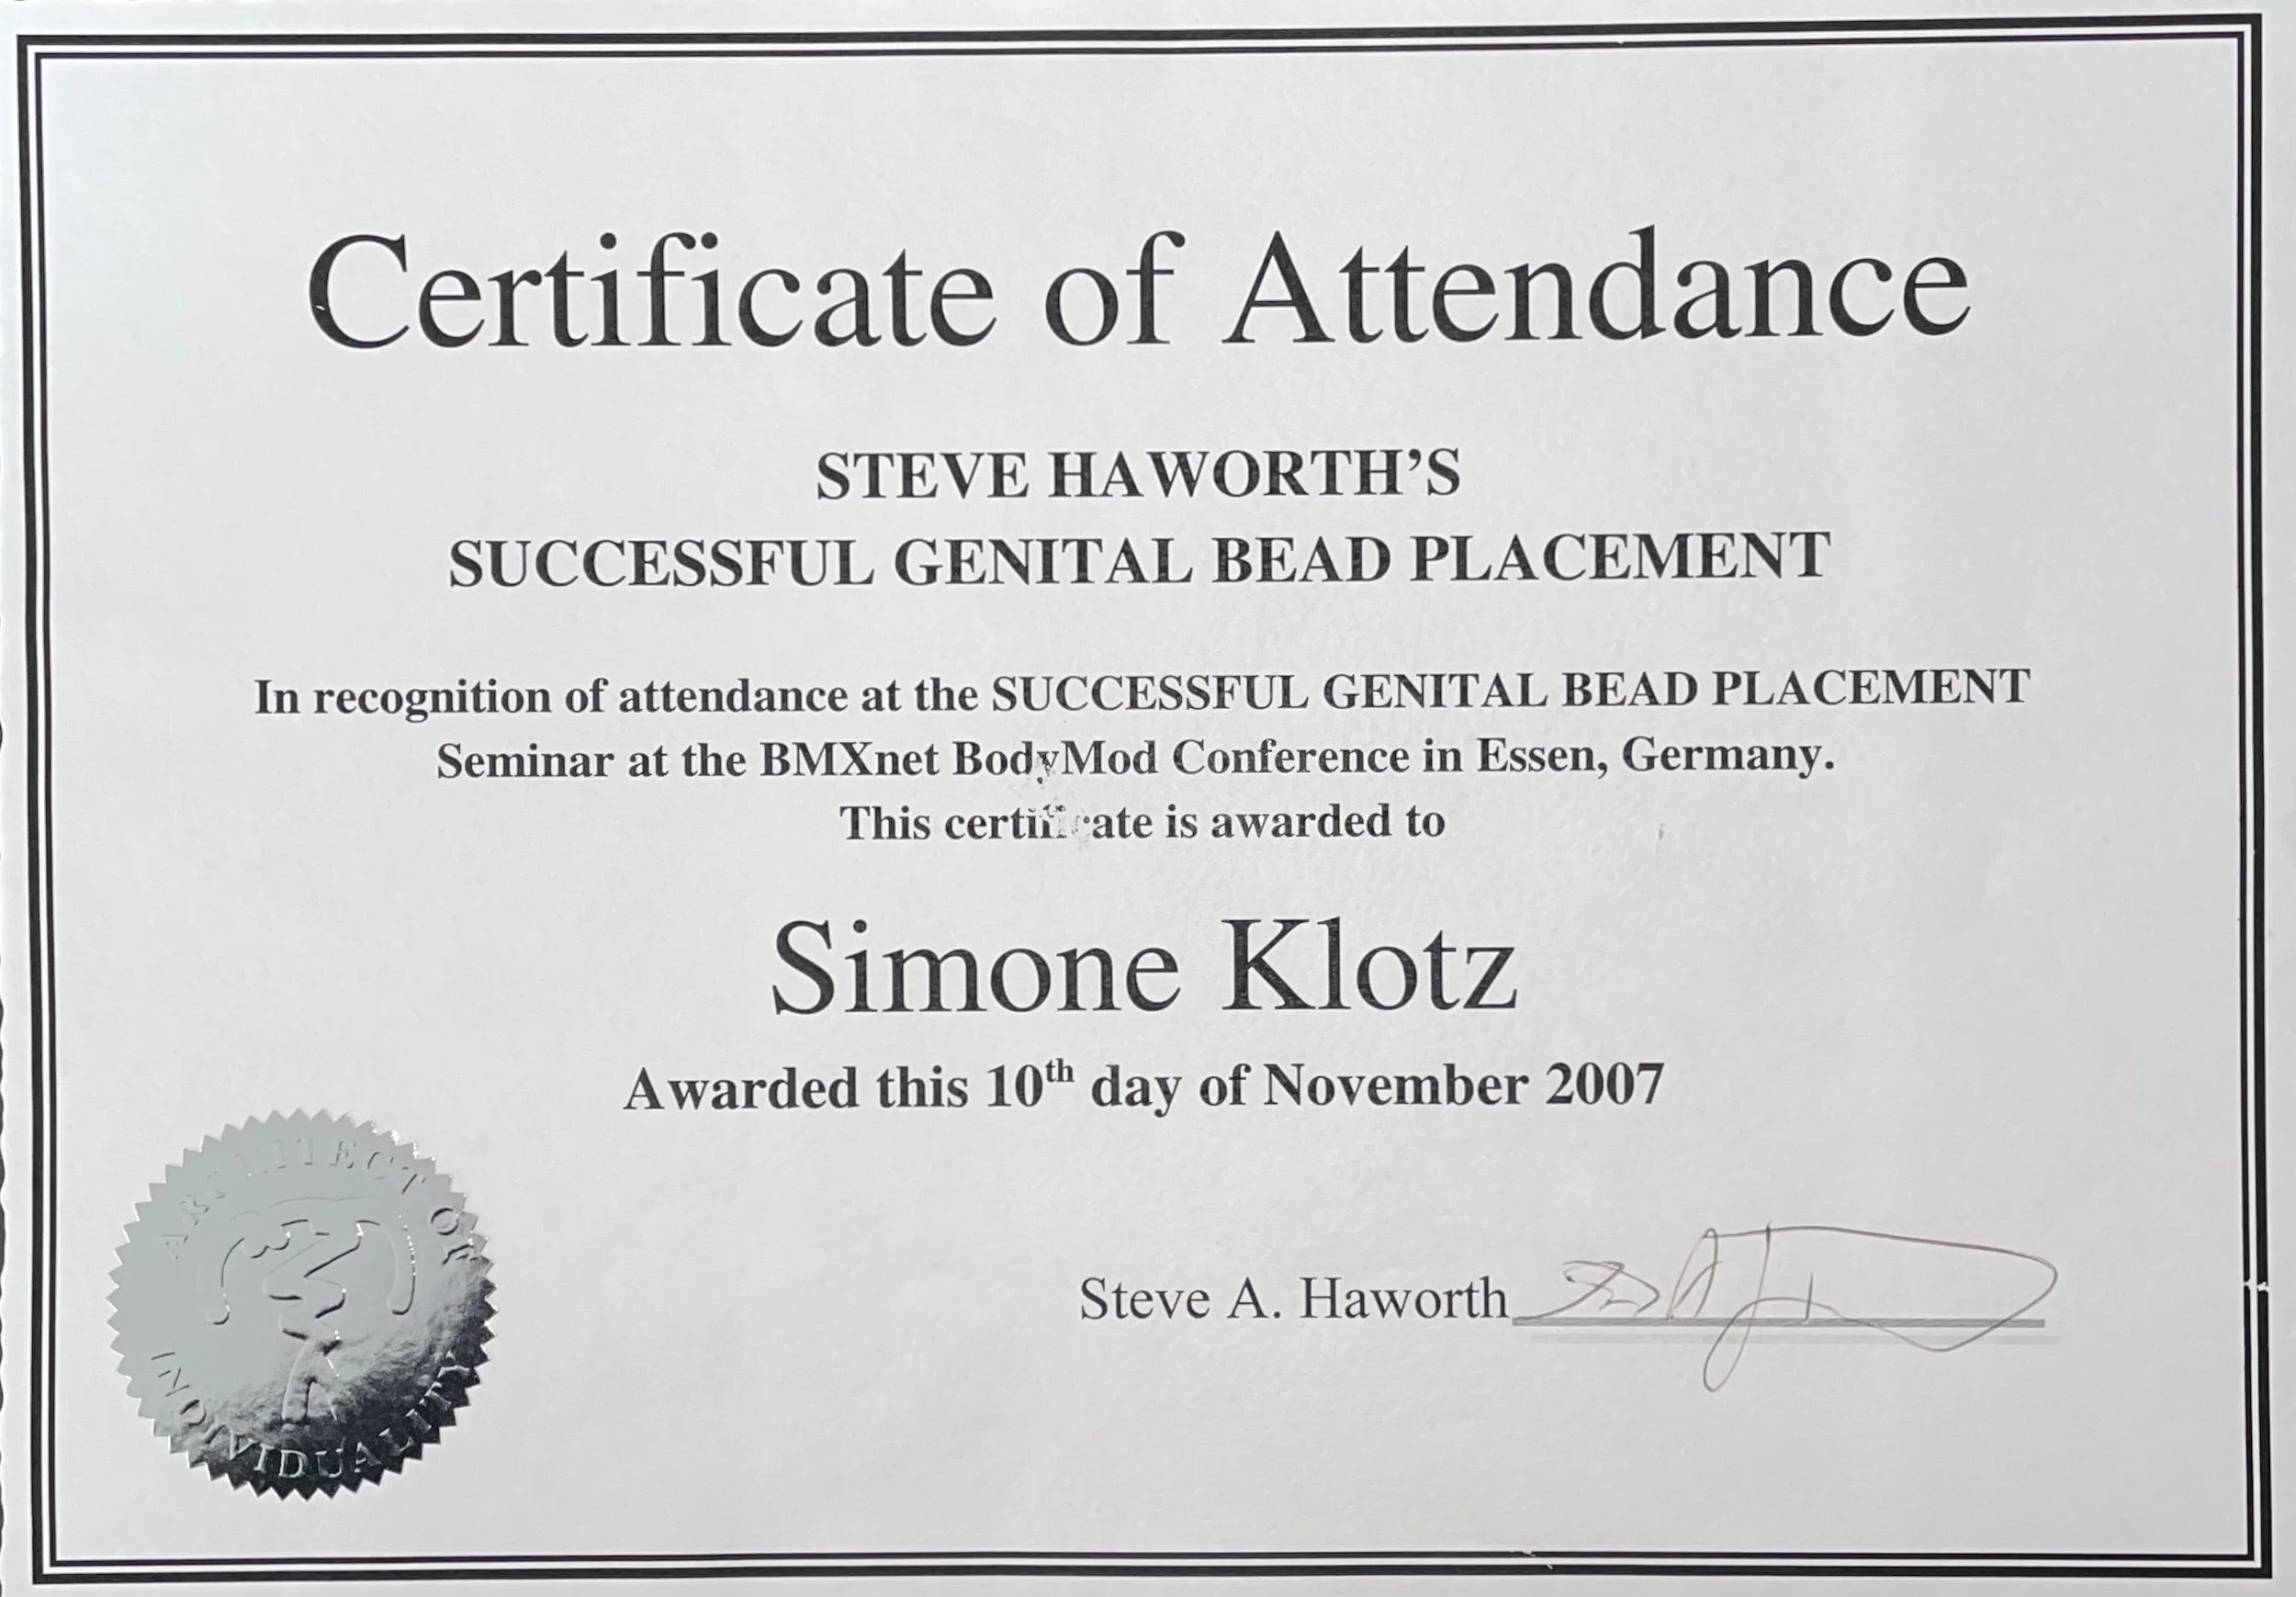 Certificate of Attendance
STEVE HAWORTH'S
SUCCESSFUL GENITAL BEAD PLACEMENT
In recognition of attendance at the SUCCESSFUL GENITAL BEAD PLACEMENT
Seminar at the BMXnet BodyMod Conference in Essen, Germany.
This certificate is awarded to
Simone Klotz
Awarded this 10th day of November 2007
ARCHITECT OF
INDIVIDUALITY
Steve A. Haworth